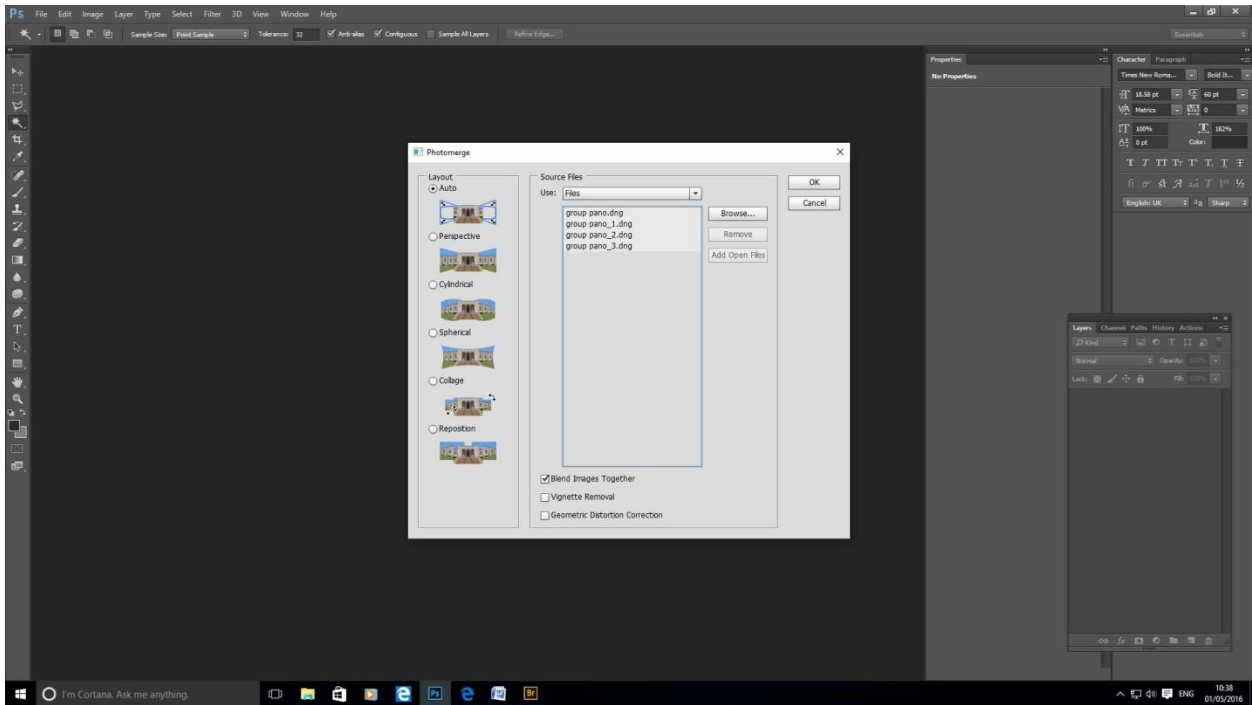 Ps File Edit Image Layer Type Select Filter 3D View Window Help
Sample Size: Point Sample Tolerance: 32 Anti-alias Contiguous Sample All Layers Refine Edge... Essentials
Properties
No Properties
Character Paragraph
Times New Roma... Bold It...
18.58 pt 60 pt
Metrics 0
100% 182%
0 pt Color:
English: UK Sharp
Photomerge
Layout
Auto
Perspective
Cylindrical
Spherical
Collage
Reposition
Source Files
Use: Files
group pano.dng
group pano_1.dng
group pano_2.dng
group pano_3.dng
Browse...
Remove
Add Open Files
Blend Images Together
Vignette Removal
Geometric Distortion Correction
OK
Cancel
Layers Channels Paths History Actions
Kind
Normal Opacity: 100%
Lock: Fill: 100%
I'm Cortana. Ask me anything.
Ps
Br
ENG
10:38
01/05/2016